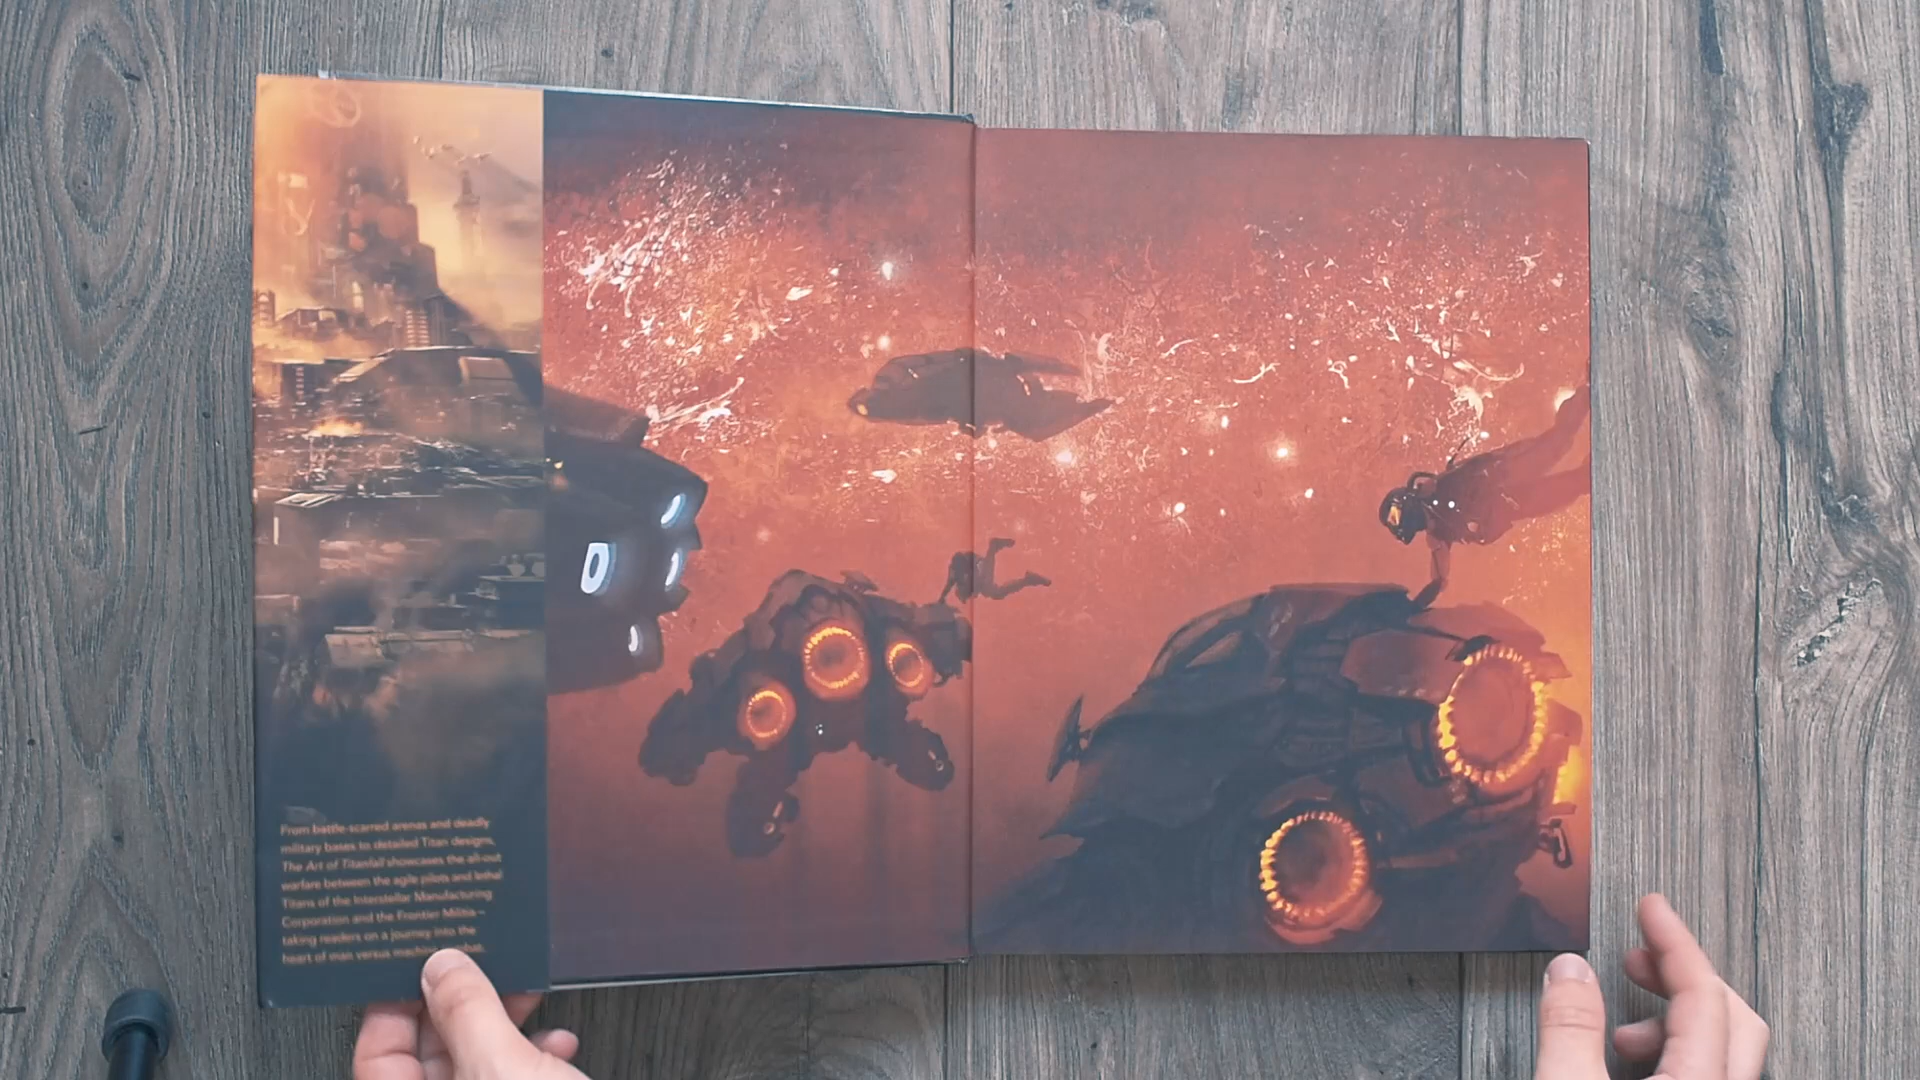 From battle-scarred arenas and deadly
military bases to detailed Titan designs,
The Art of Titanfall showcases the all-out
warfare between the agile pilots and lethal
Titans of the Interstellar Manufacturing
Corporation and the Frontier Militia –
taking readers on a journey into the
heart of man versus machine